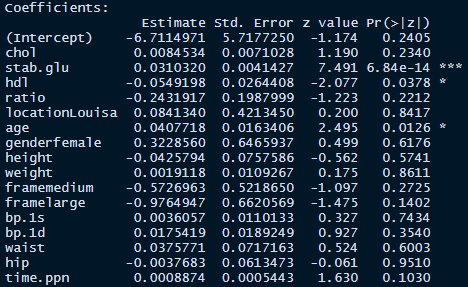 Coefficients:
Estimate Std. Error z value Pr(>|z|)
(Intercept) -6.7114971 5.7177250 -1.174 0.2405
chol 0.0084534 0.0071028 1.190 0.2340
stab.glu 0.0310320 0.0041427 7.491 6.84e-14 ***
hdl -0.0549198 0.0264408 -2.077 0.0378 *
ratio -0.2431917 0.1987999 -1.223 0.2212
locationLouisa 0.0841340 0.4213450 0.200 0.8417
age 0.0407718 0.0163406 2.495 0.0126 *
genderfemale 0.3228560 0.6465937 0.499 0.6176
height -0.0425794 0.0757586 -0.562 0.5741
weight 0.0019118 0.0109267 0.175 0.8611
framemedium -0.5726963 0.5218650 -1.097 0.2725
framelarge -0.9764947 0.6620569 -1.475 0.1402
bp.1s 0.0036057 0.0110133 0.327 0.7434
bp.1d 0.0175419 0.0189249 0.927 0.3540
waist 0.0375771 0.0717163 0.524 0.6003
hip -0.0037683 0.0613473 -0.061 0.9510
time.ppn 0.0008874 0.0005443 1.630 0.1030